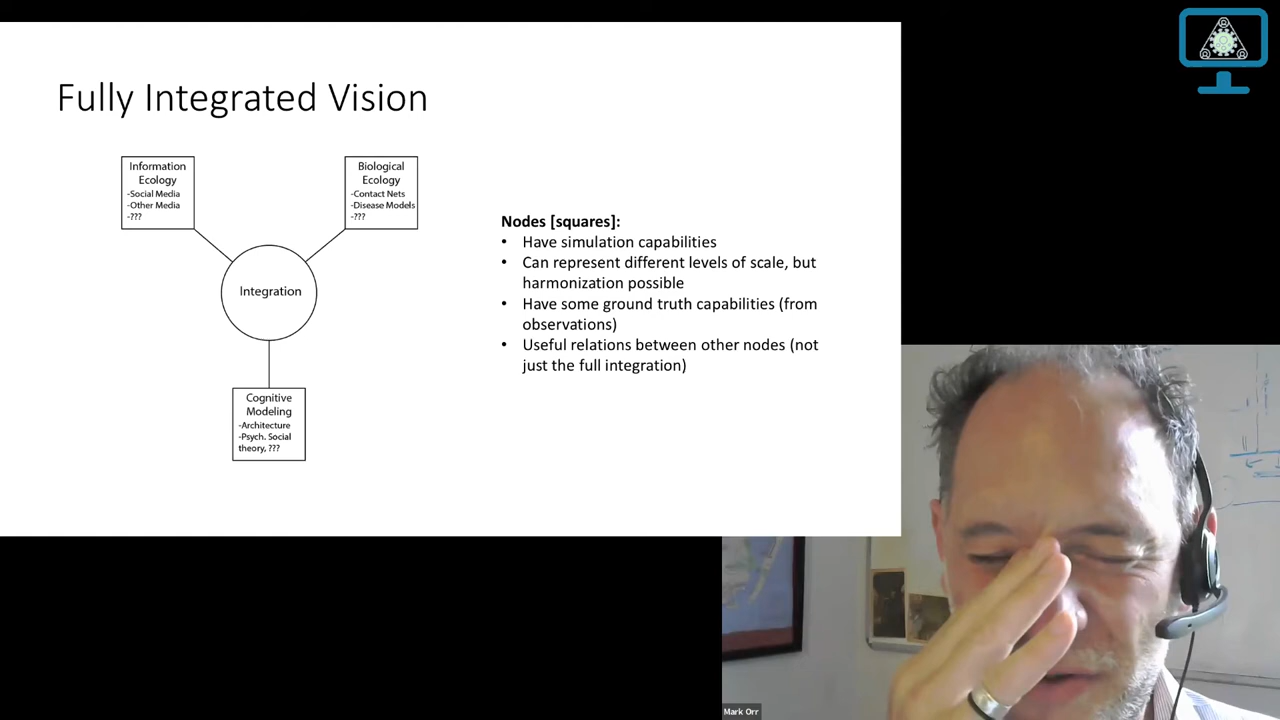 Fully Integrated Vision
Information
Ecology
-Social Media
-Other Media
-???
Biological
Ecology
-Contact Nets
-Disease Models
-???
Integration
Cognitive
Modeling
-Architecture
-Psych. Social
theory, ???
Nodes [squares]:
• Have simulation capabilities
• Can represent different levels of scale, but
harmonization possible
• Have some ground truth capabilities (from
observations)
• Useful relations between other nodes (not
just the full integration)
Mark Orr